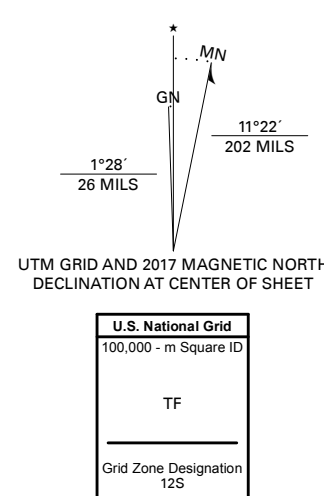 ★
MN
GN
11°22´
202 MILS
1°28´
26 MILS
UTM GRID AND 2017 MAGNETIC NORTH
DECLINATION AT CENTER OF SHEET
U.S. National Grid
100,000 - m Square ID
TF
Grid Zone Designation
12S